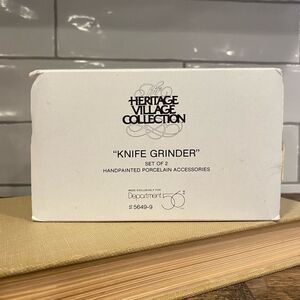 The
HERITAGE
VILLAGE
COLLECTION
"KNIFE GRINDER"
SET OF 2
HANDPAINTED PORCELAIN ACCESSORIES
MADE EXCLUSIVELY FOR
Department 56
# 5649-9